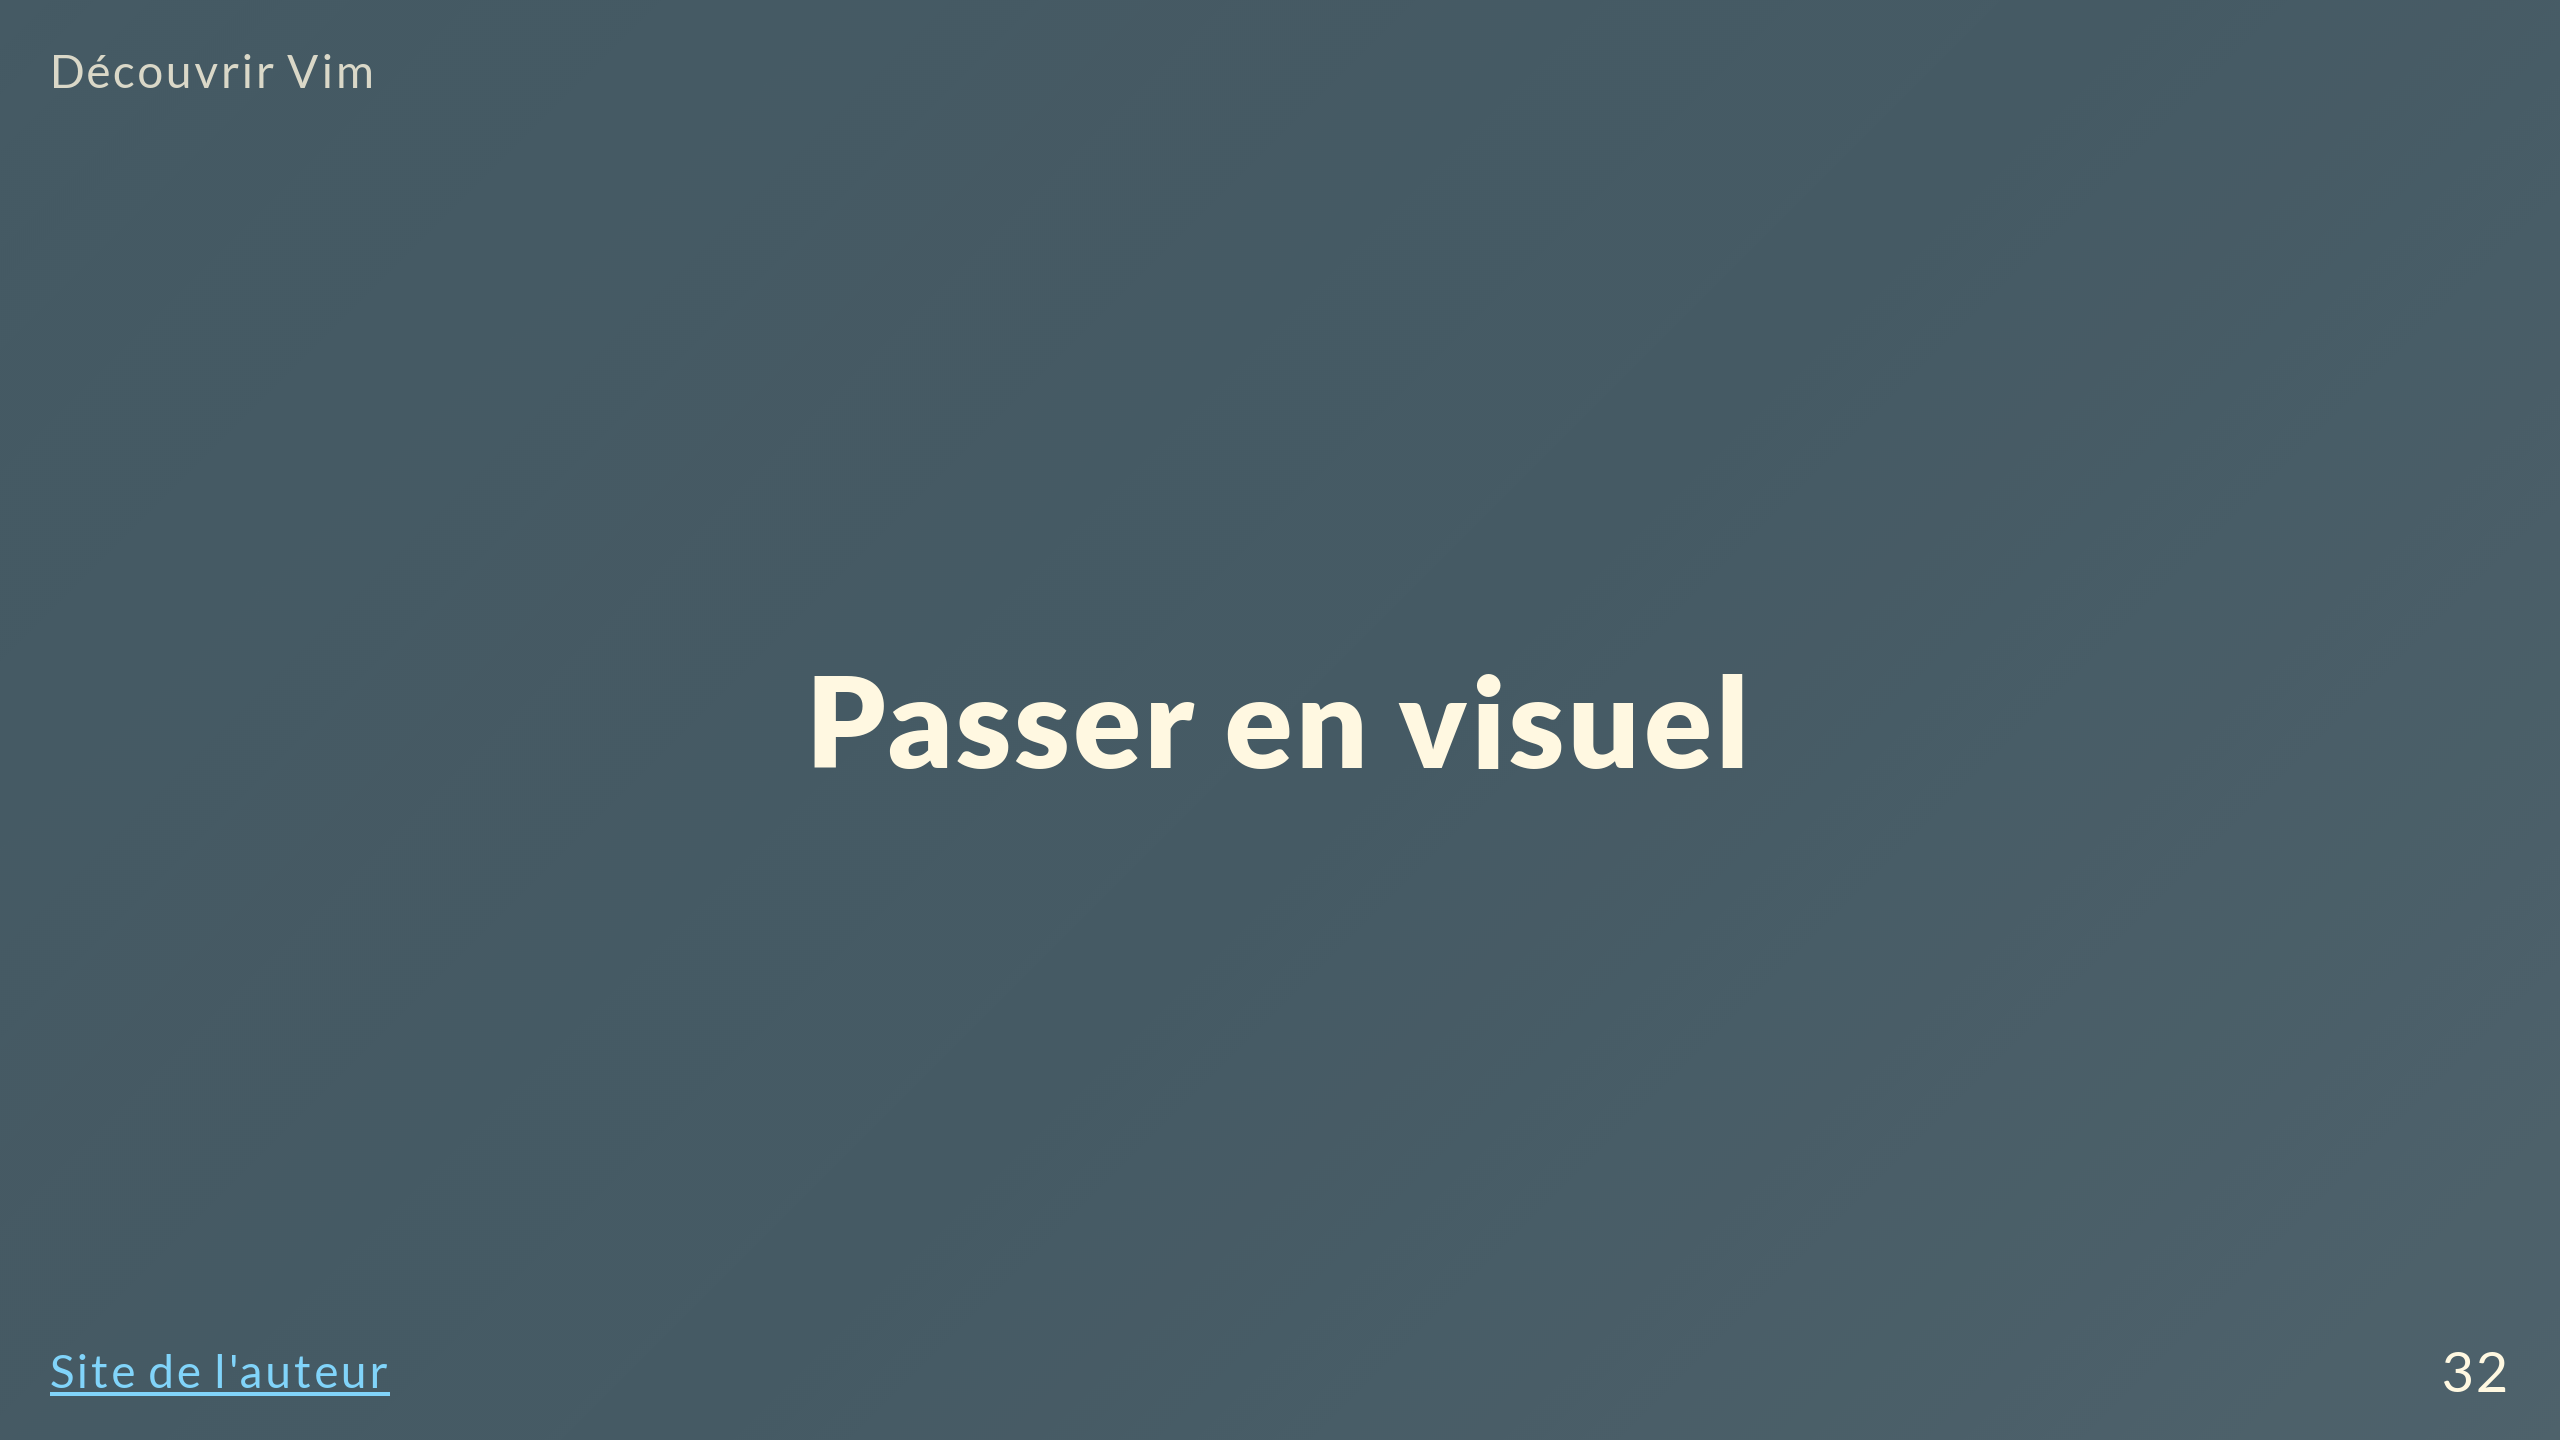 Découvrir Vim
Passer en visuel
Site de l'auteur
32